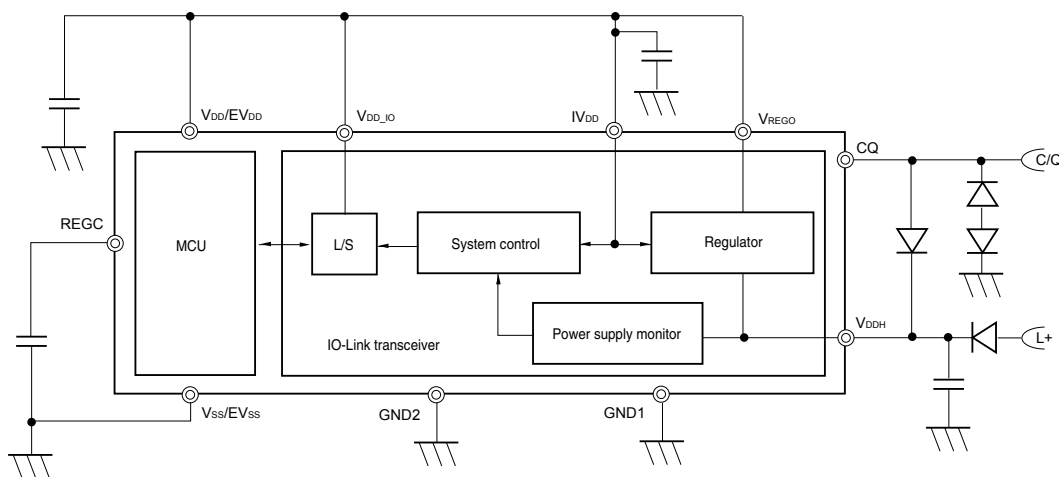 VDD/EVDD
VDD_IO
IVDD
VREGO
CQ
C/Q
REGC
MCU
L/S
System control
Regulator
VDDH
Power supply monitor
L+
IO-Link transceiver
VSS/EVSS
GND2
GND1